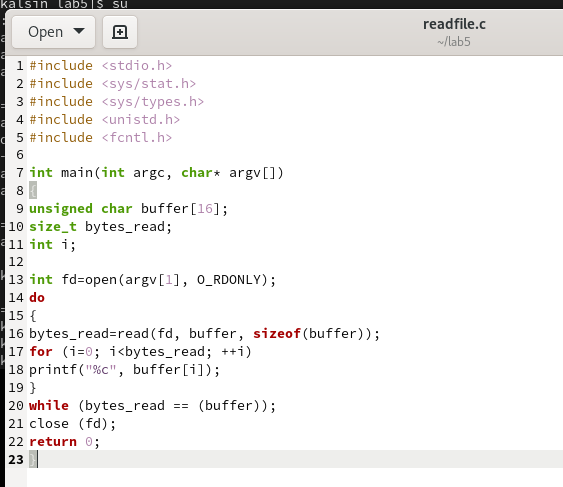 kalsin lab5]$ su
Open
readfile.c
~/lab5
1 #include <stdio.h>
2 #include <sys/stat.h>
3 #include <sys/types.h>
4 #include <unistd.h>
5 #include <fcntl.h>
6
7 int main(int argc, char* argv[])
8 {
9 unsigned char buffer[16];
10 size_t bytes_read;
11 int i;
12
13 int fd=open(argv[1], O_RDONLY);
14 do
15 {
16 bytes_read=read(fd, buffer, sizeof(buffer));
17 for (i=0; i<bytes_read; ++i)
18 printf("%c", buffer[i]);
19 }
20 while (bytes_read == (buffer));
21 close (fd);
22 return 0;
23 }